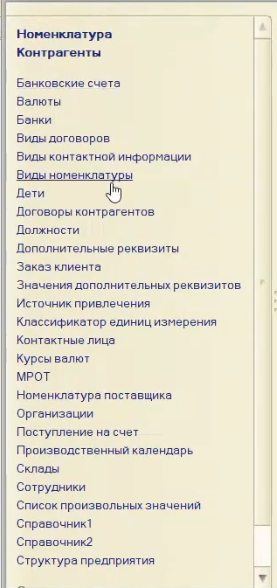 Номенклатура
Контрагенты
Банковские счета
Валюты
Банки
Виды договоров
Виды контактной информации
Виды номенклатуры
Дети
Договоры контрагентов
Должности
Дополнительные реквизиты
Заказ клиента
Значения дополнительных реквизитов
Источник привлечения
Классификатор единиц измерения
Контактные лица
Курсы валют
МРОТ
Номенклатура поставщика
Организации
Поступление на счет
Производственный календарь
Склады
Сотрудники
Список произвольных значений
Справочник1
Справочник2
Структура предприятия